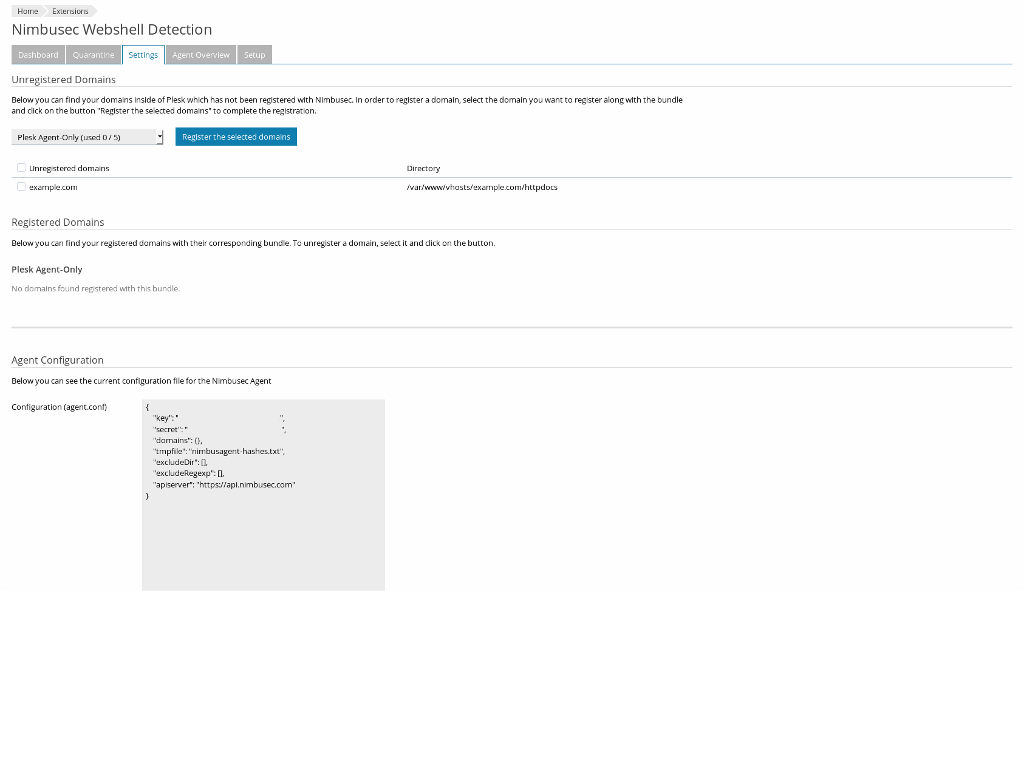 Home Extensions
Nimbusec Webshell Detection
Dashboard Quarantine Settings Agent Overview Setup
Unregistered Domains
Below you can find your domains inside of Plesk which has not been registered with Nimbusec. In order to register a domain, select the domain you want to register along with the bundle
and click on the button "Register the selected domains" to complete the registration.
Plesk Agent-Only (used 0 / 5) Register the selected domains
Unregistered domains Directory
example.com /var/www/vhosts/example.com/httpdocs
Registered Domains
Below you can find your registered domains with their corresponding bundle. To unregister a domain, select it and click on the button.
Plesk Agent-Only
No domains found registered with this bundle.
Agent Configuration
Below you can see the current configuration file for the Nimbusec Agent
Configuration (agent.conf)
{
"key": " ",
"secret": " ",
"domains": {},
"tmpfile": "nimbusagent-hashes.txt",
"excludeDir": [],
"excludeRegexp": [],
"apiserver": "https://api.nimbusec.com"
}